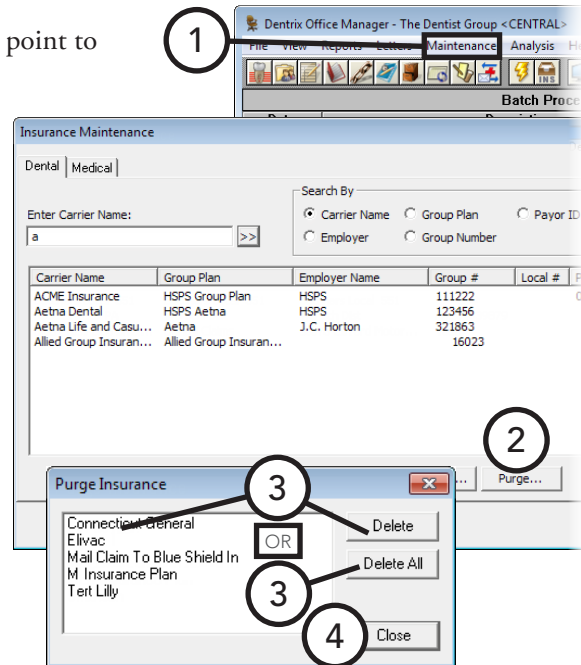 point to
1
Dentrix Office Manager - The Dentist Group <CENTRAL>
File View Reports Letters Maintenance Analysis
Batch
Insurance Maintenance
Dental Medical
Search By
Enter Carrier Name:
Carrier Name Group Plan Payor ID
a >>
Employer Group Number
Carrier Name Group Plan Employer Name Group # Local #
ACME Insurance HSPS Group Plan HSPS 111222
Aetna Dental HSPS Aetna HSPS 123456
Aetna Life and Casu... Aetna J.C. Horton 321863
Allied Group Insuran... Allied Group Insuran... 16023
2
... Purge...
Purge Insurance
3
Connecticut General
Delete
Elivac
OR
Mail Claim To Blue Shield In
Delete All
M Insurance Plan
Tert Lilly
3
4
Close